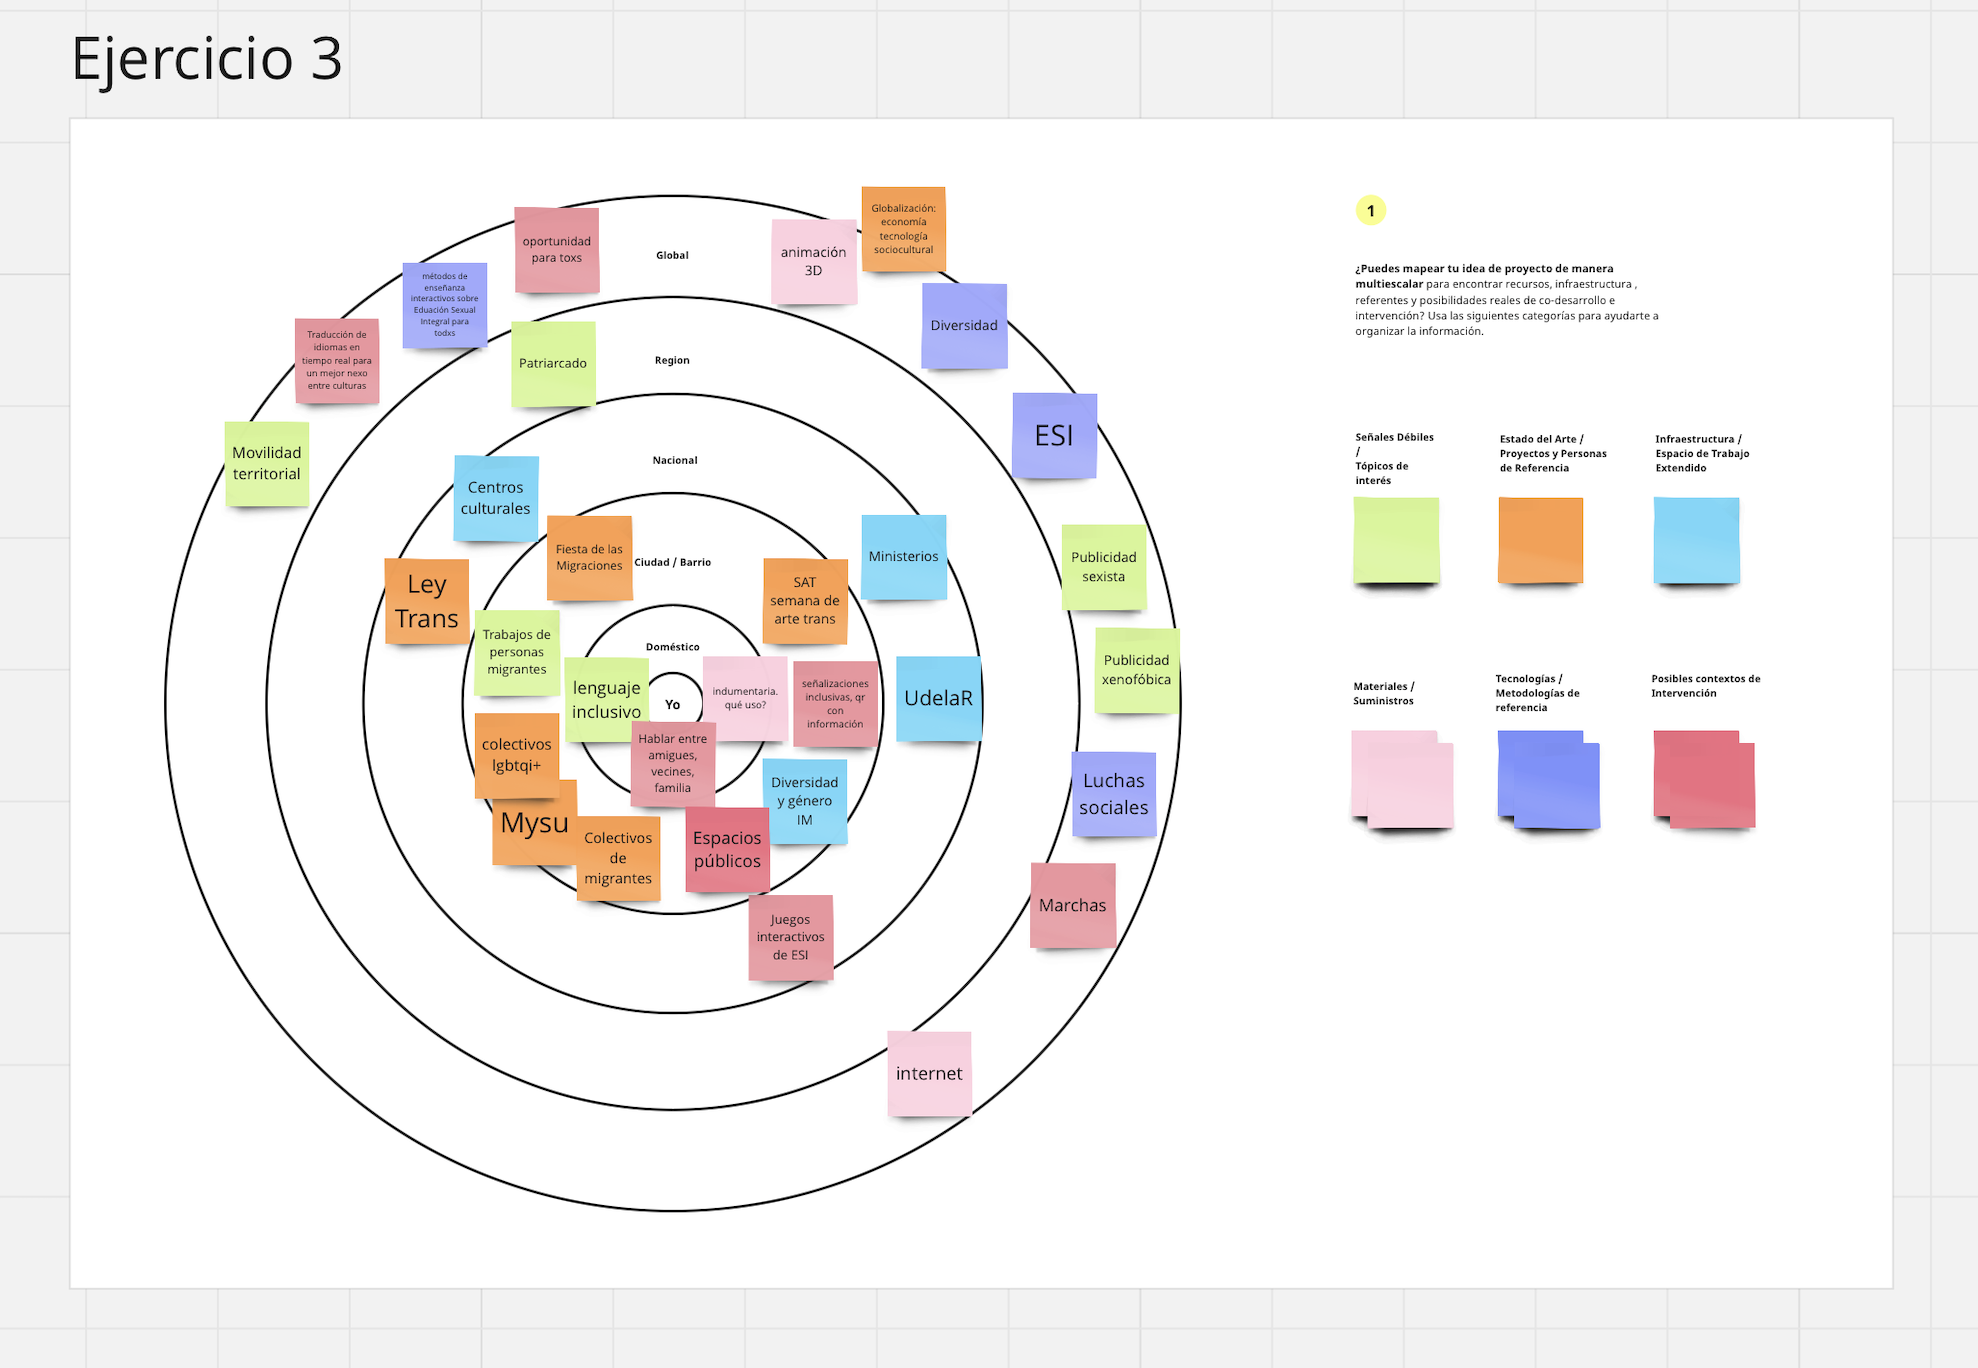 Ejercicio 3
oportunidad
para toxs
Global
animación
3D
Globalización:
economía
tecnología
sociocultural
métodos de
enseñanza
interactivos sobre
Eduación Sexual
Integral para
todxs
Diversidad
Traducción de
idiomas en
tiempo real para
un mejor nexo
entre culturas
Patriarcado
Region
Movilidad
territorial
ESI
Nacional
Centros
culturales
Fiesta de las
Migraciones
Ciudad / Barrio
Ministerios
Publicidad
sexista
Ley
Trans
SAT
semana de
arte trans
Trabajos de
personas
migrantes
Doméstico
Publicidad
xenofóbica
lenguaje
inclusivo
Yo
indumentaria.
qué uso?
señalizaciones
inclusivas, qr
con
información
UdelaR
colectivos
lgbtqi+
Hablar entre
amigues,
vecines,
familia
Diversidad
y género
IM
Luchas
sociales
Mysu
Colectivos
de
migrantes
Espacios
públicos
Juegos
interactivos
de ESI
Marchas
internet
1
¿Puedes mapear tu idea de proyecto de manera
multiescalar para encontrar recursos, infraestructura ,
referentes y posibilidades reales de co-desarrollo e
intervención? Usa las siguientes categorías para ayudarte a
organizar la información.
Señales Débiles
/
Tópicos de
interés
Estado del Arte /
Proyectos y Personas
de Referencia
Infraestructura /
Espacio de Trabajo
Extendido
Materiales /
Suministros
Tecnologías /
Metodologías de
referencia
Posibles contextos de
Intervención